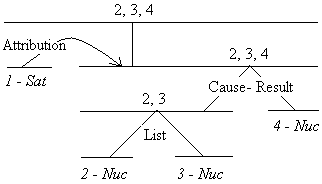 2, 3, 4
Attribution
2, 3, 4
1 - Sat
2, 3
Cause- Result
4 - Nuc
List
2 - Nuc
3 - Nuc